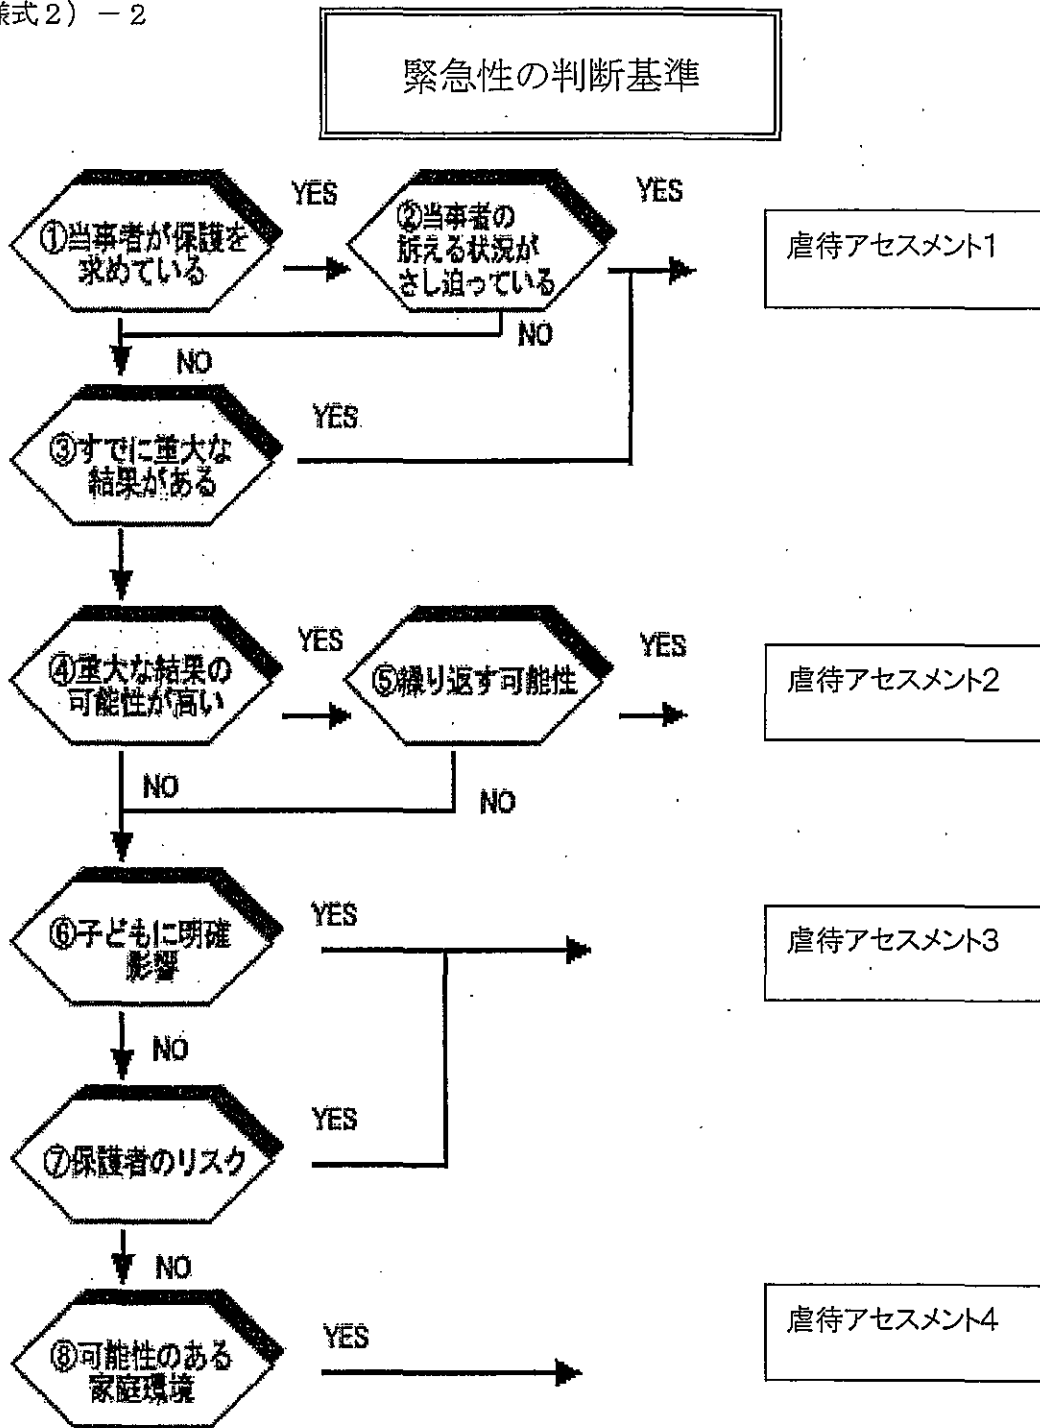 様式2）－2
緊急性の判断基準
YES
YES
①当事者が保護を
求めている
②当事者の
訴える状況が
さし迫っている
虐待アセスメント1
NO
NO
YES
③すでに重大な
結果がある
YES
YES
④重大な結果の
可能性が高い
⑤繰り返す可能性
虐待アセスメント2
NO
NO
YES
⑥子どもに明確
影響
虐待アセスメント3
NO
YES
⑦保護者のリスク
NO
YES
⑧可能性のある
家庭環境
虐待アセスメント4